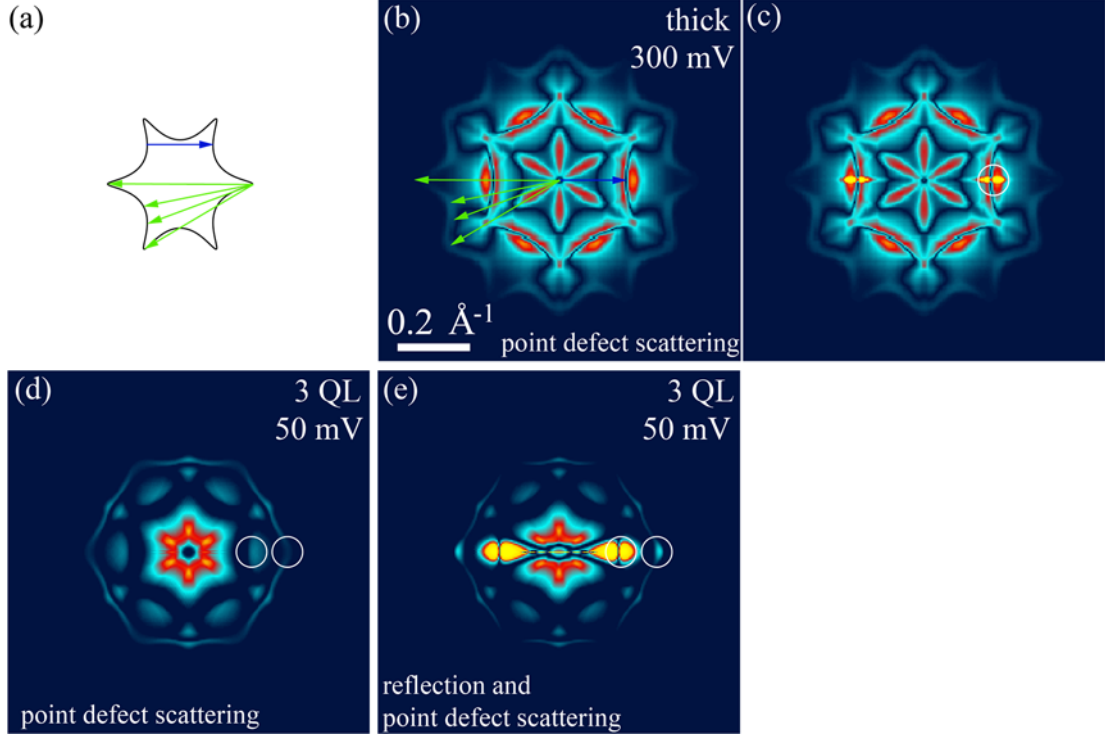 (a)
(b)
thick
300 mV
(c)
0.2 Å-1
point defect scattering
(d)
3 QL
50 mV
point defect scattering
(e)
3 QL
50 mV
reflection and
point defect scattering